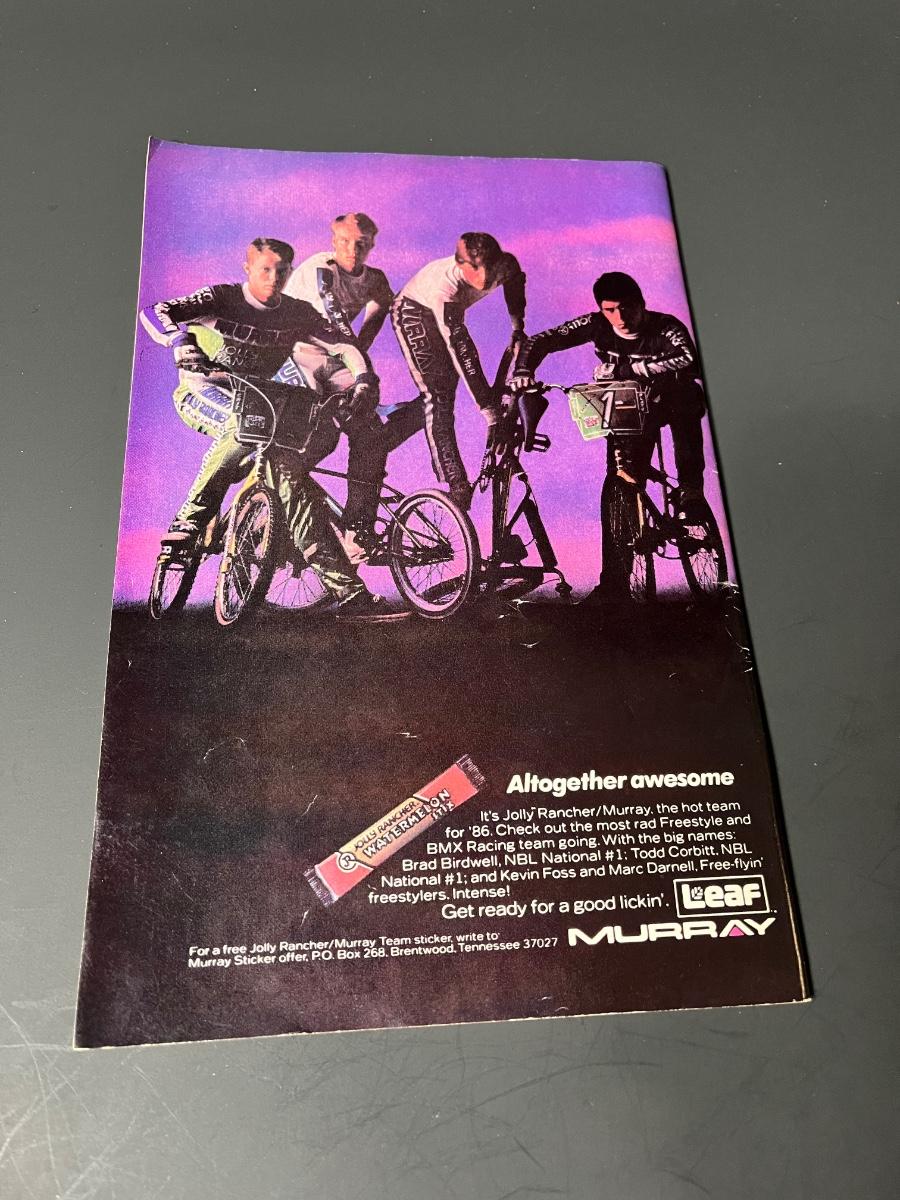 MURRA
RANCHER
1
JOLLY RANCHER
WATERMELON
STIX
Altogether awesome
It's Jolly Rancher/Murray, the hot team
for '86. Check out the most rad Freestyle and
BMX Racing team going. With the big names:
Brad Birdwell, NBL National #1; Todd Corbitt, NBL
National #1; and Kevin Foss and Marc Darnell, Free-flyin'
freestylers. Intense!
Get ready for a good lickin'.
Leaf
For a free Jolly Rancher/Murray Team sticker, write to
Murray Sticker offer, P.O. Box 268, Brentwood, Tennessee 37027
MURRAY